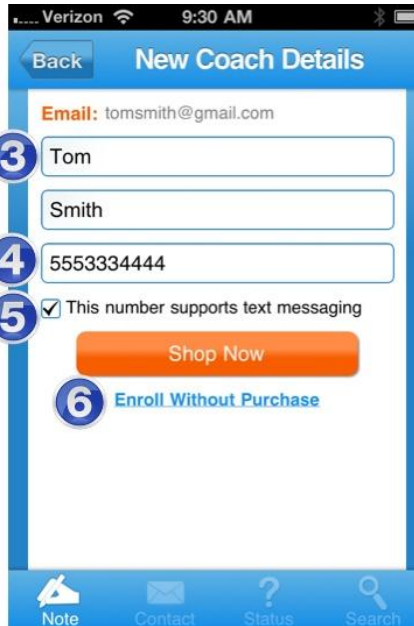 Verizon 9:30 AM
Back New Coach Details
Email: tomsmith@gmail.com
3 Tom
Smith
4 5553334444
5 This number supports text messaging
Shop Now
6 Enroll Without Purchase
Note Contact Status Search